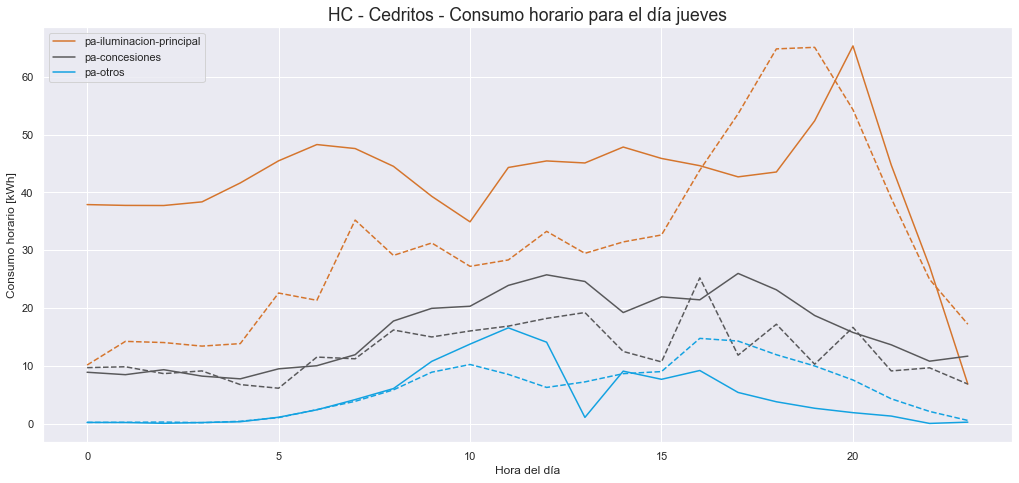 HC - Cedritos - Consumo horario para el día jueves
pa-iluminacion-principal
pa-concesiones
pa-otros
Consumo horario [kWh]
60
50
40
30
20
10
0
0 5 10 15 20
Hora del día